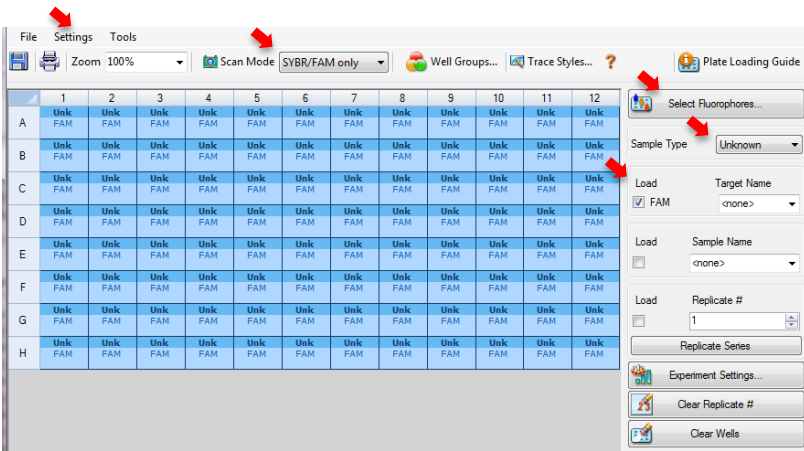 File Settings Tools
Zoom 100% Scan Mode SYBR/FAM only Well Groups... Trace Styles... ? Plate Loading Guide
1 2 3 4 5 6 7 8 9 10 11 12
Select Fluorophores...
Unk Unk Unk Unk Unk Unk Unk Unk Unk Unk Unk Unk
A FAM FAM FAM FAM FAM FAM FAM FAM FAM FAM FAM FAM
Unk Unk Unk Unk Unk Unk Unk Unk Unk Unk Unk Unk
B FAM FAM FAM FAM FAM FAM FAM FAM FAM FAM FAM FAM
Unk Unk Unk Unk Unk Unk Unk Unk Unk Unk Unk Unk
C FAM FAM FAM FAM FAM FAM FAM FAM FAM FAM FAM FAM
Unk Unk Unk Unk Unk Unk Unk Unk Unk Unk Unk Unk
D FAM FAM FAM FAM FAM FAM FAM FAM FAM FAM FAM FAM
Unk Unk Unk Unk Unk Unk Unk Unk Unk Unk Unk Unk
E FAM FAM FAM FAM FAM FAM FAM FAM FAM FAM FAM FAM
Unk Unk Unk Unk Unk Unk Unk Unk Unk Unk Unk Unk
F FAM FAM FAM FAM FAM FAM FAM FAM FAM FAM FAM FAM
Unk Unk Unk Unk Unk Unk Unk Unk Unk Unk Unk Unk
G FAM FAM FAM FAM FAM FAM FAM FAM FAM FAM FAM FAM
Unk Unk Unk Unk Unk Unk Unk Unk Unk Unk Unk Unk
H FAM FAM FAM FAM FAM FAM FAM FAM FAM FAM FAM FAM
Sample Type Unknown
Load Target Name
FAM <none>
Load Sample Name
<none>
Load Replicate #
1
Replicate Series
Experiment Settings...
Clear Replicate #
Clear Wells